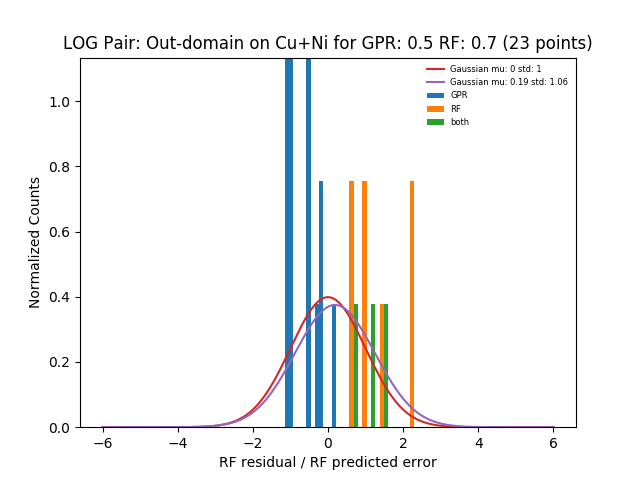 LOG Pair: Out-domain on Cu+Ni for GPR: 0.5 RF: 0.7 (23 points)
Gaussian mu: 0 std: 1
Gaussian mu: 0.19 std: 1.06
GPR
RF
both
Normalized Counts
1.0
0.8
0.6
0.4
0.2
0.0
−6 −4 −2 0 2 4 6
RF residual / RF predicted error